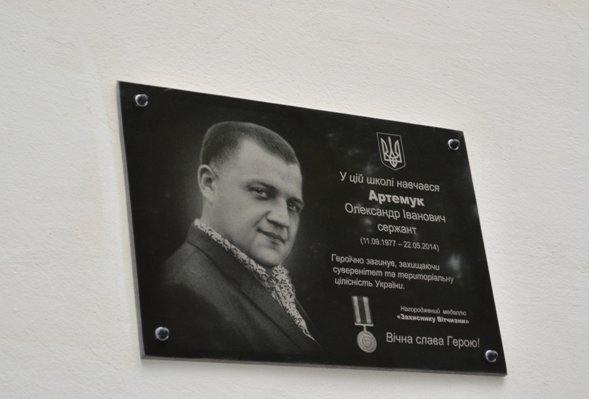 У цій школі навчався
Артемук
Олександр Іванович
сержант
(11.09.1977 – 22.05.2014)
Героїчно загинув, захищаючи
суверенітет та територіальну
цілісність України.
Нагороджений медаллю
«Захиснику Вітчизни»
Вічна слава Герою!